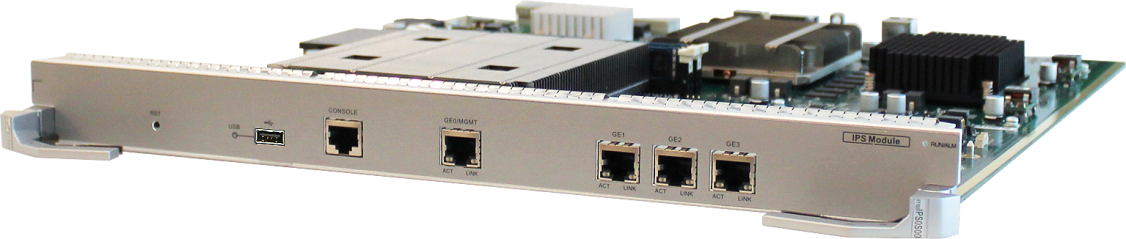 RST
USB
CONSOLE
GE0/MGMT
ACT LINK
GE1
ACT LINK
GE2
ACT LINK
GE3
ACT LINK
IPS Module
RUN/ALM